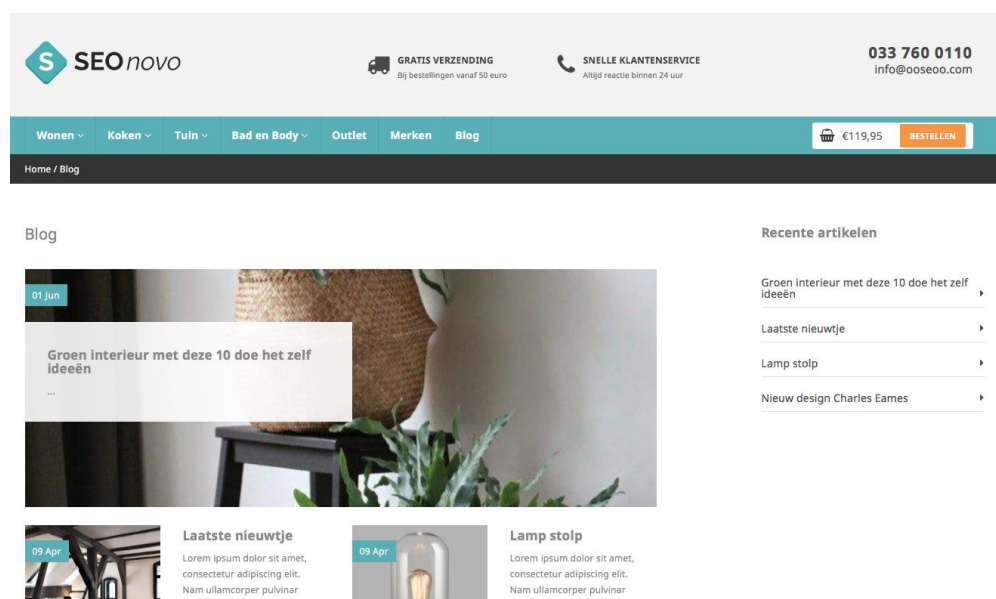 S SEO novo
GRATIS VERZENDING
Bij bestellingen vanaf 50 euro
SNELLE KLANTENSERVICE
Altijd reactie binnen 24 uur
033 760 0110
info@ooseoo.com
Wonen Koken Tuin Bad en Body Outlet Merken Blog
€119,95 BESTELLEN
Home / Blog
Blog
01 Jun
Groen interieur met deze 10 doe het zelf
ideeën
...
Recente artikelen
Groen interieur met deze 10 doe het zelf
ideeën
Laatste nieuwtje
Lamp stolp
Nieuw design Charles Eames
09 Apr
Laatste nieuwtje
Lorem ipsum dolor sit amet,
consectetur adipiscing elit.
Nam ullamcorper pulvinar
09 Apr
Lamp stolp
Lorem ipsum dolor sit amet,
consectetur adipiscing elit.
Nam ullamcorper pulvinar